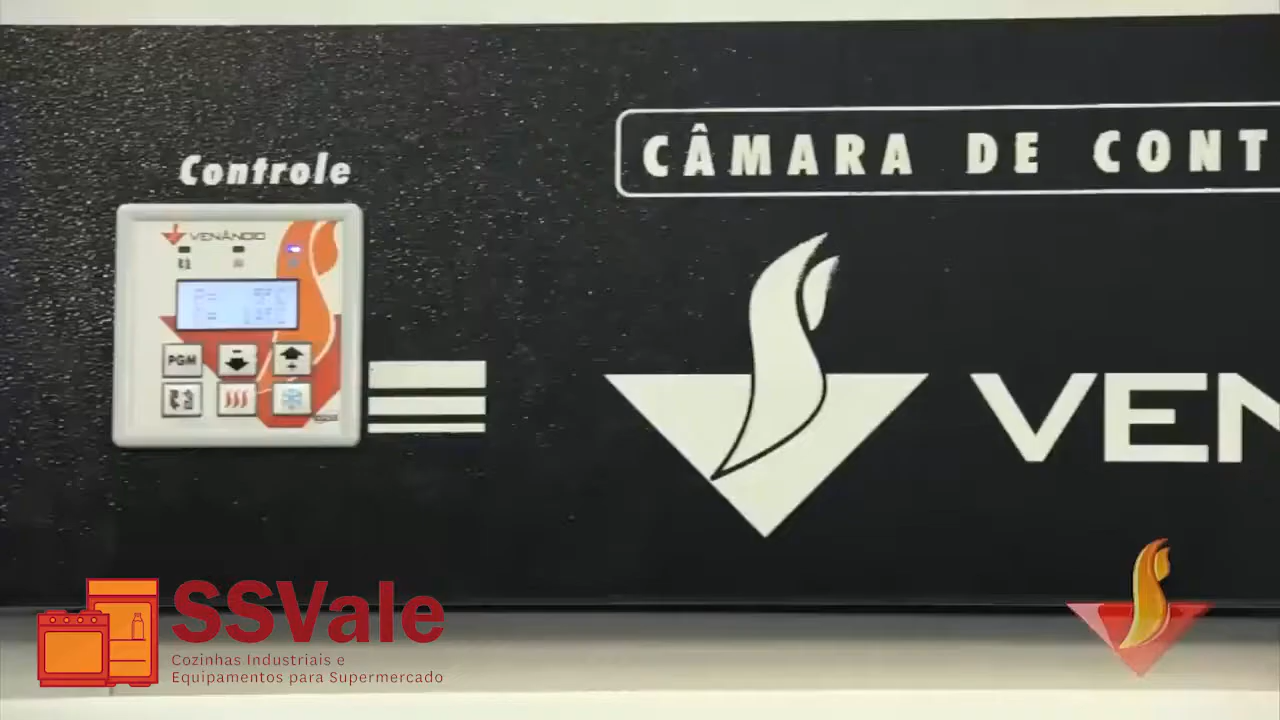 CÂMARA DE CONT
Controle
VENÂNCIO
PGM
VEN
SSVale
Cozinhas Industriais e
Equipamentos para Supermercado